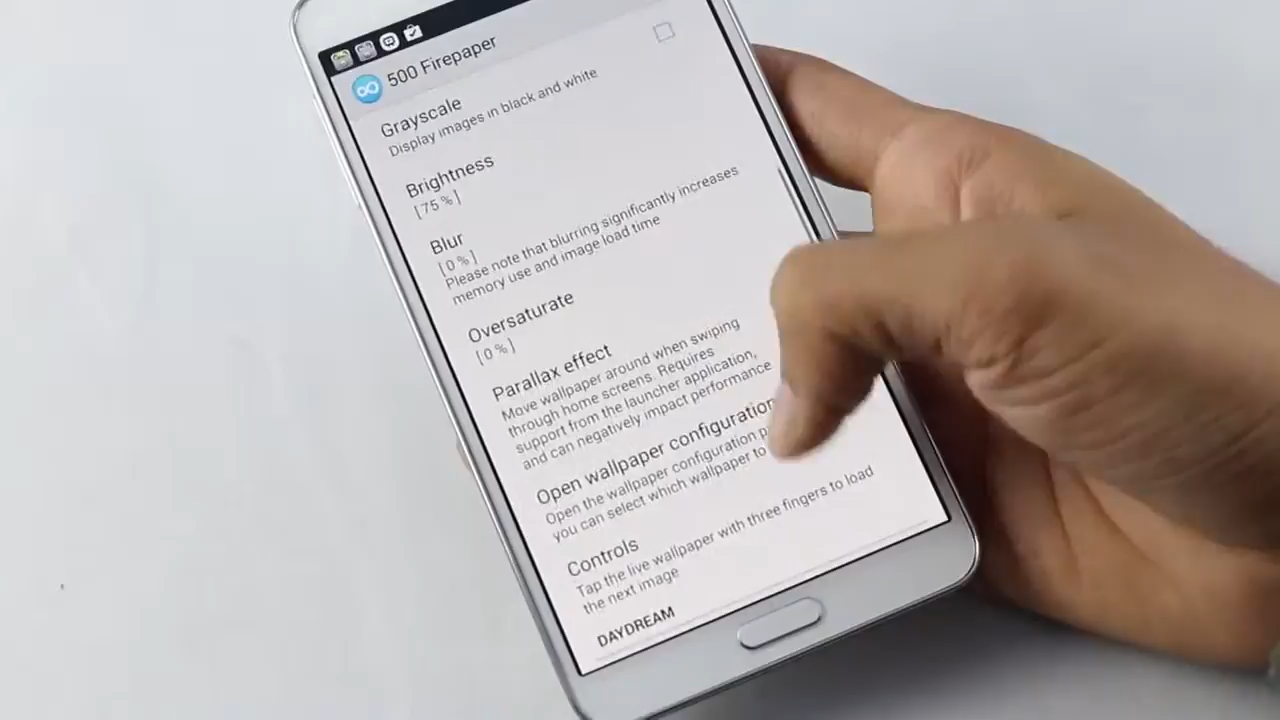 500 Firepaper
Grayscale
Display images in black and white
Brightness
[75 %]
Blur
[0 %]
Please note that blurring significantly increases
memory use and image load time
Oversaturate
[0 %]
Parallax effect
Move wallpaper around when swiping
through home screens. Requires
support from the launcher application,
and can negatively impact performance
Open wallpaper configuration
Open the wallpaper configuration
you can select which wallpaper to
Controls
Tap the live wallpaper with three fingers to load
the next image
DAYDREAM